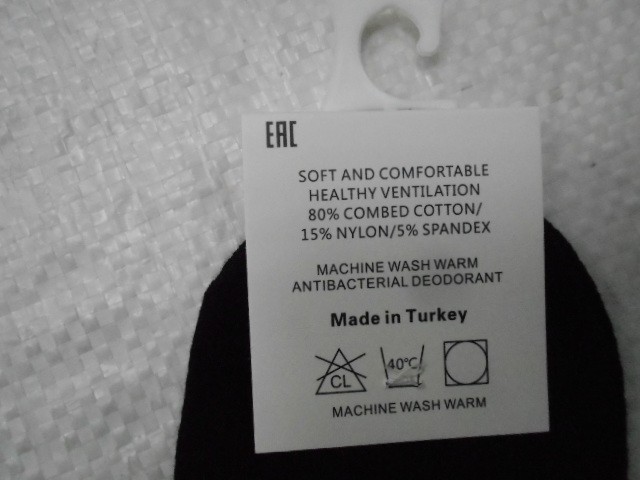 EAC
SOFT AND COMFORTABLE
HEALTHY VENTILATION
80% COMBED COTTON/
15% NYLON/5% SPANDEX
MACHINE WASH WARM
ANTIBACTERIAL DEODORANT
Made in Turkey
CL 40℃
MACHINE WASH WARM